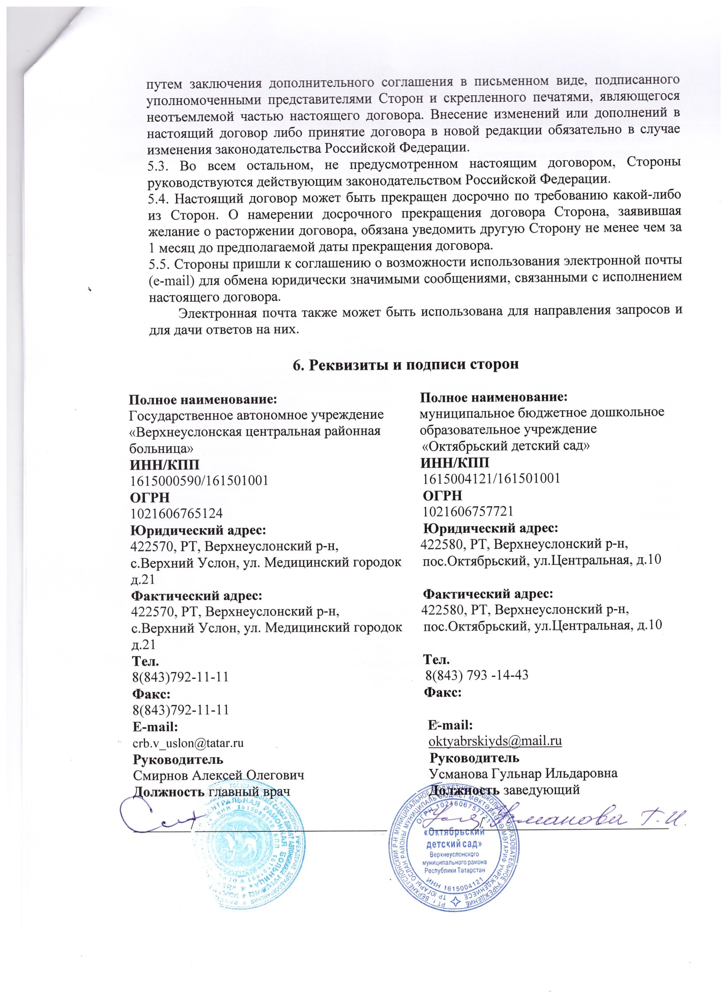 путем заключения дополнительного соглашения в письменном виде, подписанного
уполномоченными представителями Сторон и скрепленного печатями, являющегося
неотъемлемой частью настоящего договора. Внесение изменений или дополнений в
настоящий договор либо принятие договора в новой редакции обязательно в случае
изменения законодательства Российской Федерации.
5.3. Во всем остальном, не предусмотренном настоящим договором, Стороны
руководствуются действующим законодательством Российской Федерации.
5.4. Настоящий договор может быть прекращен досрочно по требованию какой-либо
из Сторон. О намерении досрочного прекращения договора Сторона, заявившая
желание о расторжении договора, обязана уведомить другую Сторону не менее чем за
1 месяц до предполагаемой даты прекращения договора.
5.5. Стороны пришли к соглашению о возможности использования электронной почты
(e-mail) для обмена юридически значимыми сообщениями, связанными с исполнением
настоящего договора.
Электронная почта также может быть использована для направления запросов и
для дачи ответов на них.
6. Реквизиты и подписи сторон
Полное наименование:
Государственное автономное учреждение
«Верхнеуслонская центральная районная
больница»
ИНН/КПП
1615000590/161501001
ОГРН
1021606765124
Юридический адрес:
422570, РТ, Верхнеуслонский р-н,
с.Верхний Услон, ул. Медицинский городок
д.21
Фактический адрес:
422570, РТ, Верхнеуслонский р-н,
с.Верхний Услон, ул. Медицинский городок
д.21
Тел.
8(843)792-11-11
Факс:
8(843)792-11-11
E-mail:
crb.v_uslon@tatar.ru
Руководитель
Смирнов Алексей Олегович
Должность главный врач
Полное наименование:
муниципальное бюджетное дошкольное
образовательное учреждение
«Октябрьский детский сад»
ИНН/КПП
1615004121/161501001
ОГРН
1021606757721
Юридический адрес:
422580, РТ, Верхнеуслонский р-н,
пос.Октябрьский, ул.Центральная, д.10
Фактический адрес:
422580, РТ, Верхнеуслонский р-н,
пос.Октябрьский, ул.Центральная, д.10
Тел.
8(843) 793 -14-43
Факс:
E-mail:
oktyabrskiyds@mail.ru
Руководитель
Усманова Гульнар Ильдаровна
Должность заведующий
/
/ Усманова Г.И.
ЦЕНТРАЛЬНАЯ РАЙОННАЯ БОЛЬНИЦА
ОГРН 1021606757721
«Октябрьский
детский сад»
Верхнеуслонского
муниципального района
Республики Татарстан
ИНН 1615004121